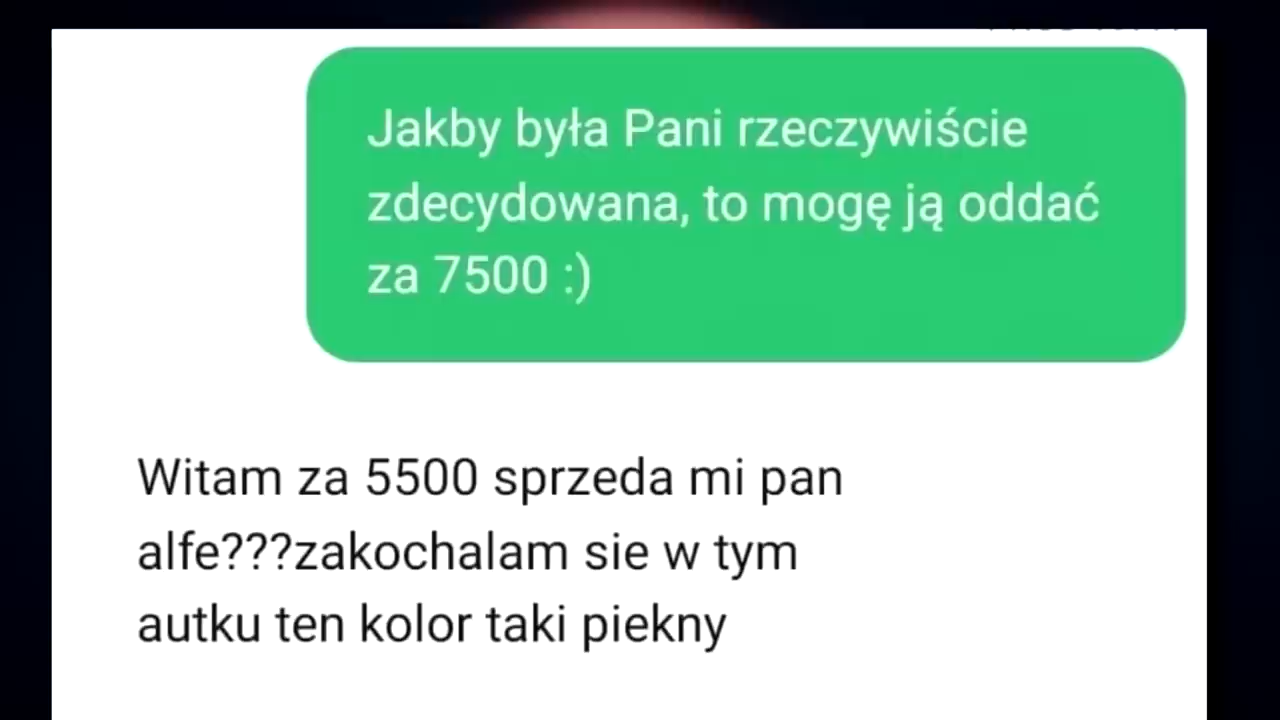 Jakby była Pani rzeczywiście
zdecydowana, to mogę ją oddać
za 7500 :)
Witam za 5500 sprzeda mi pan
alfe???zakochalam sie w tym
autku ten kolor taki piekny